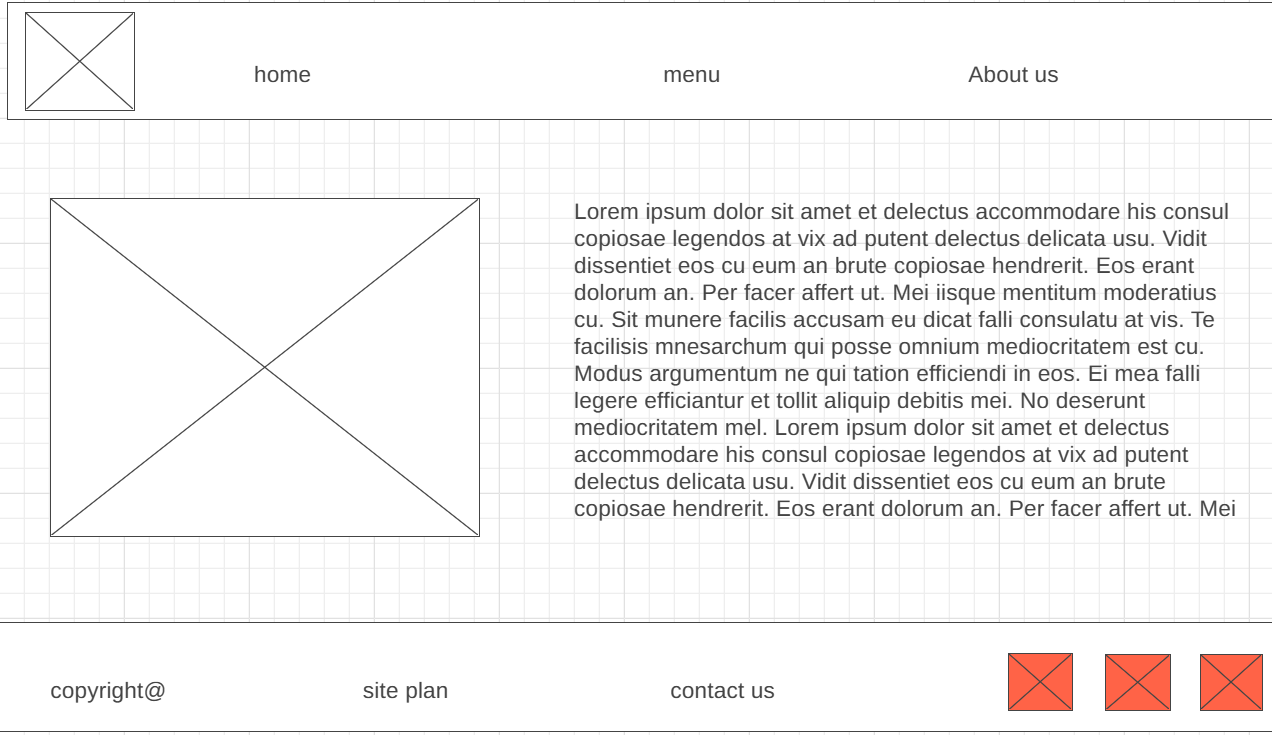 home menu About us
Lorem ipsum dolor sit amet et delectus accommodare his consul
copiosae legendos at vix ad putent delectus delicata usu. Vidit
dissentiet eos cu eum an brute copiosae hendrerit. Eos erant
dolorum an. Per facer affert ut. Mei iisque mentitum moderatius
cu. Sit munere facilis accusam eu dicat falli consulatu at vis. Te
facilisis mnesarchum qui posse omnium mediocritatem est cu.
Modus argumentum ne qui tation efficiendi in eos. Ei mea falli
legere efficiantur et tollit aliquip debitis mei. No deserunt
mediocritatem mel. Lorem ipsum dolor sit amet et delectus
accommodare his consul copiosae legendos at vix ad putent
delectus delicata usu. Vidit dissentiet eos cu eum an brute
copiosae hendrerit. Eos erant dolorum an. Per facer affert ut. Mei
copyright@ site plan contact us